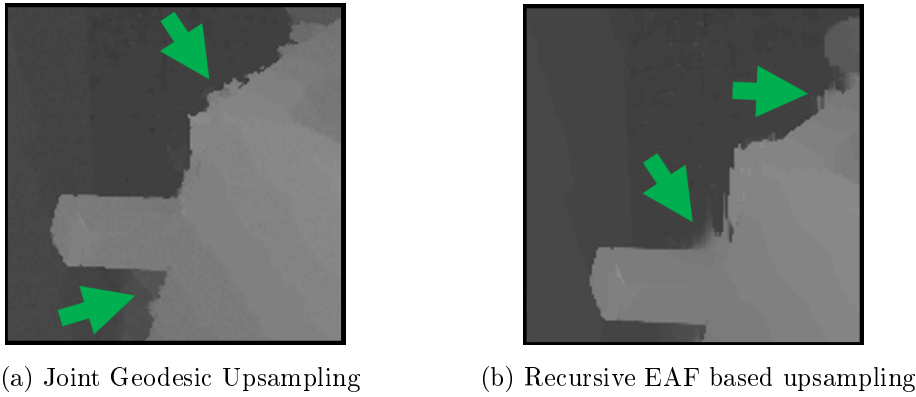 (a) Joint Geodesic Upsampling
(b) Recursive EAF based upsampling